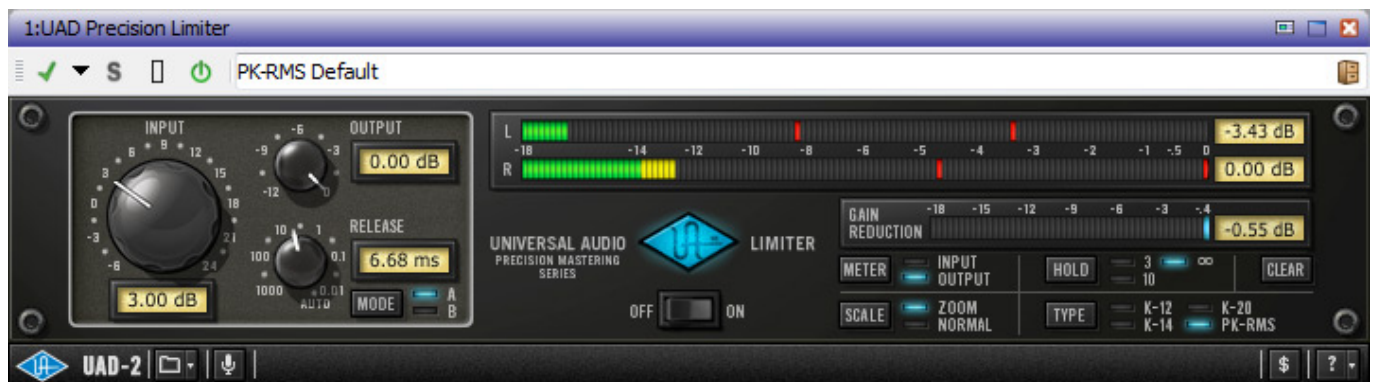 1:UAD Precision Limiter
S
PK-RMS Default
INPUT
-6 -3 0 3 6 9 12 15 18 21 24
3.00 dB
-12 -9 -6 -3 0
OUTPUT
0.00 dB
1000 100 10 1 0.1 0.01
AUTO
RELEASE
6.68 ms
MODE A B
L -3.43 dB
-18 -14 -12 -10 -8 -6 -5 -4 -3 -2 -1 -.5 0
R 0.00 dB
UNIVERSAL AUDIO
PRECISION MASTERING
SERIES
LIMITER
OFF ON
GAIN
REDUCTION
-18 -15 -12 -9 -6 -3 -.4
-0.55 dB
METER INPUT
OUTPUT
HOLD 3 ∞
10
CLEAR
SCALE ZOOM
NORMAL
TYPE K-12 K-20
K-14 PK-RMS
UA UAD-2
$ ?